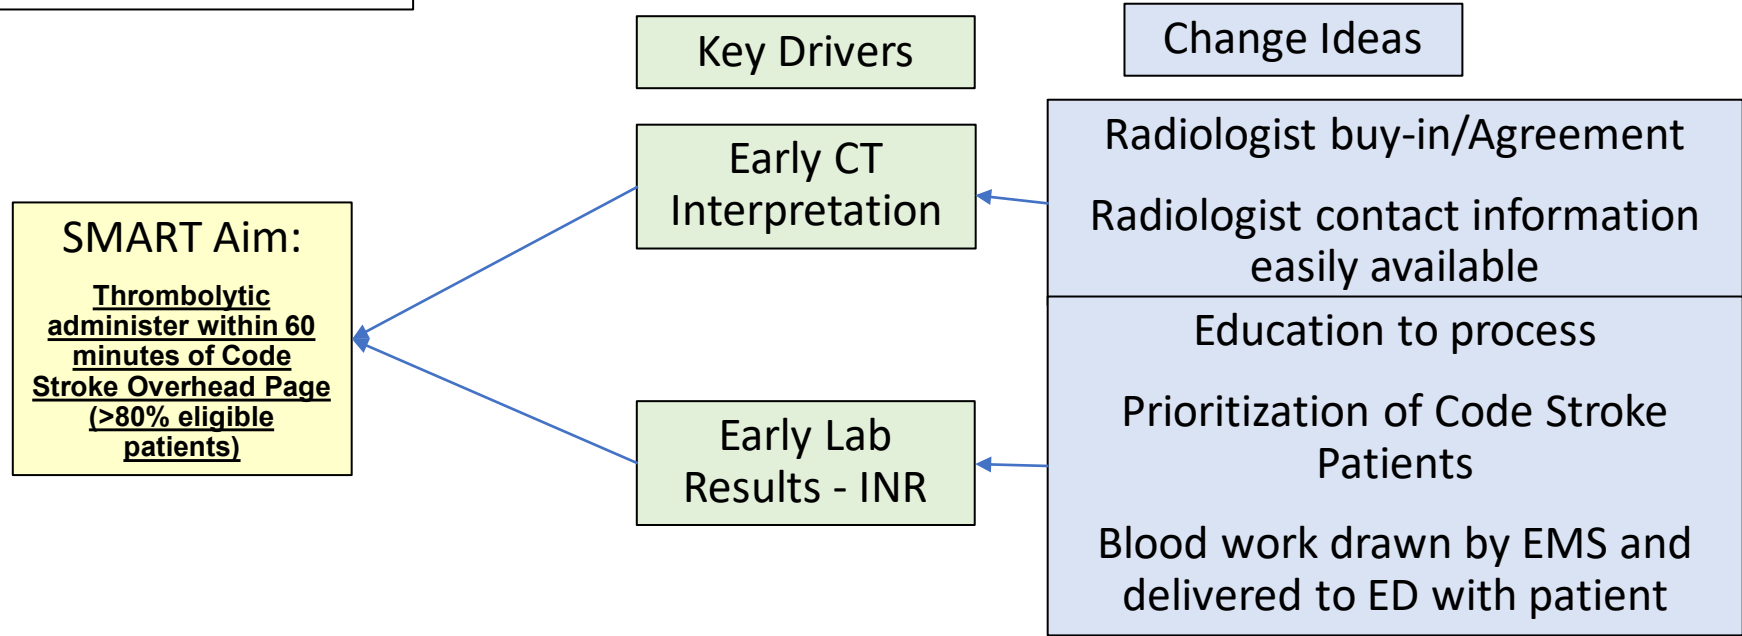 Key Drivers
Change Ideas
SMART Aim:
Thrombolytic
administer within 60
minutes of Code
Stroke Overhead Page
(>80% eligible
patients)
Early CT
Interpretation
Early Lab
Results - INR
Radiologist buy-in/Agreement
Radiologist contact information
easily available
Education to process
Prioritization of Code Stroke
Patients
Blood work drawn by EMS and
delivered to ED with patient